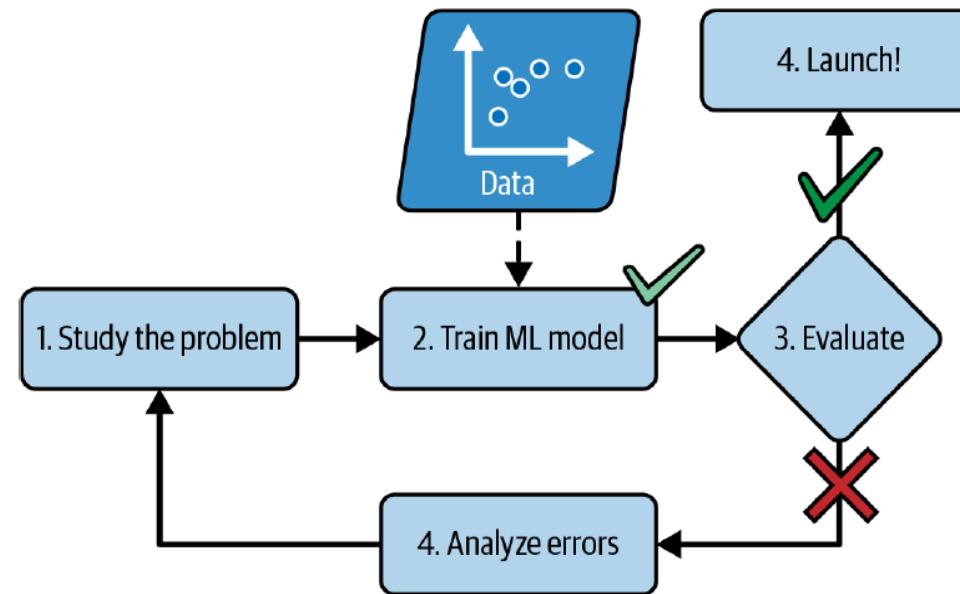 4. Launch!
Data
1. Study the problem
2. Train ML model
3. Evaluate
4. Analyze errors